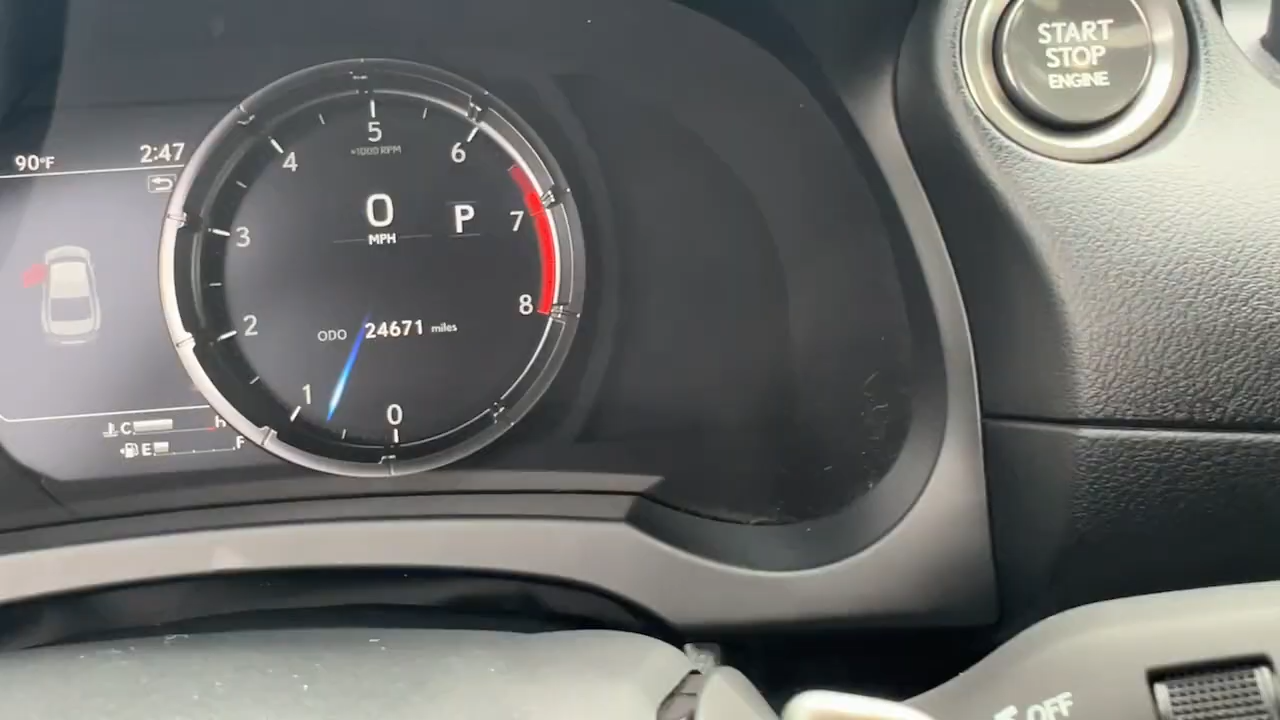 START
STOP
ENGINE
90°F
2:47
5
×1000 RPM
4
6
0
MPH
P
3
7
2
8
ODO 24671 miles
1
0
C
H
E
F
OFF